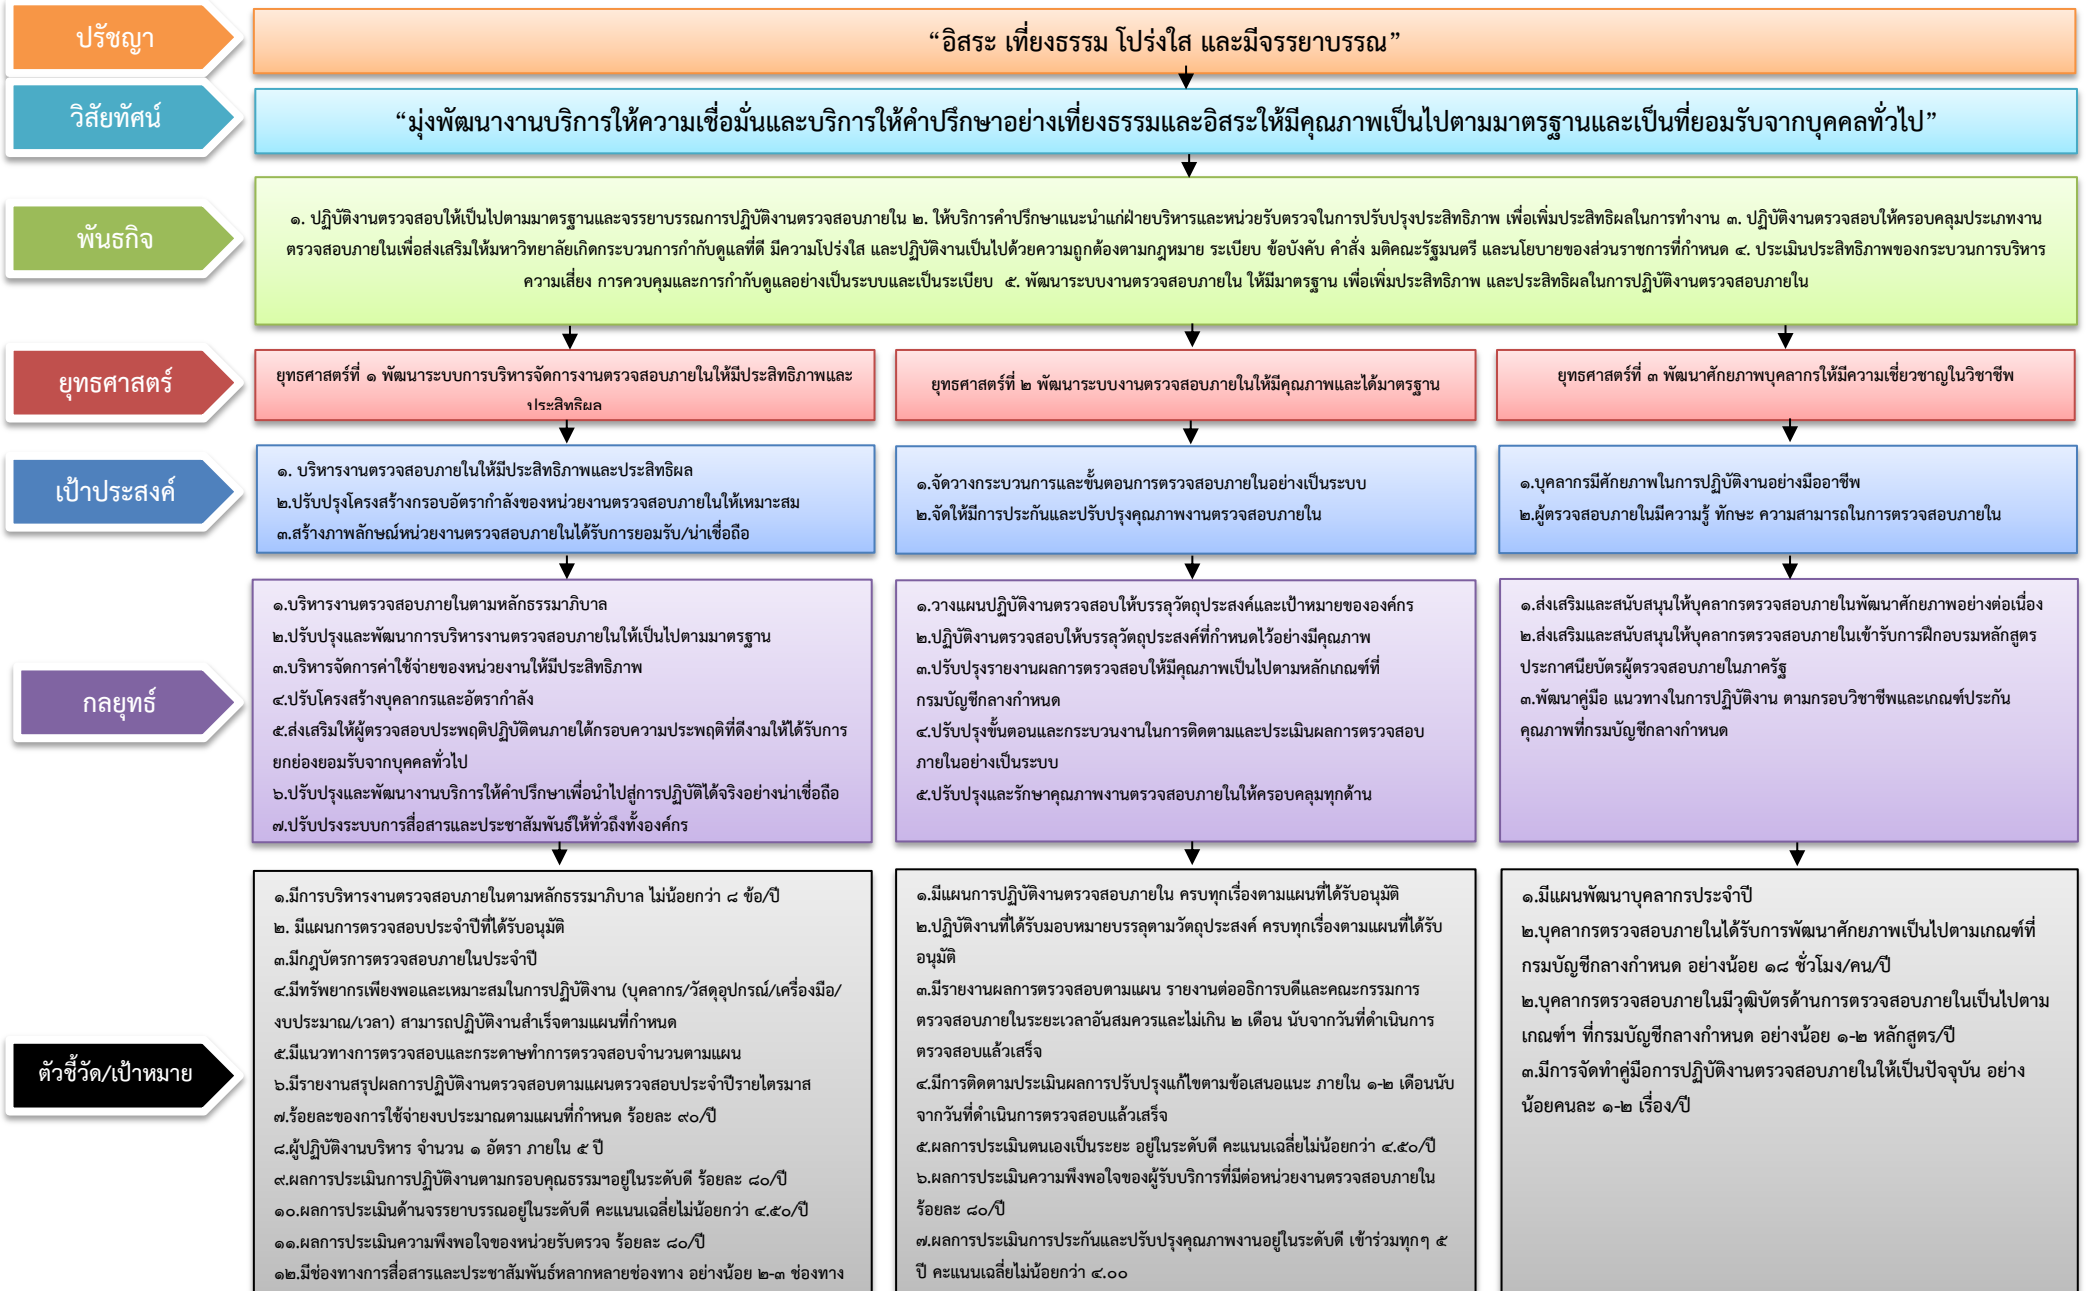 ปรัชญา
“อิสระ เที่ยงธรรม โปร่งใส และมีจรรยาบรรณ”
วิสัยทัศน์
“มุ่งพัฒนางานบริการให้ความเชื่อมั่นและบริการให้คำปรึกษาอย่างเที่ยงธรรมและอิสระให้มีคุณภาพเป็นไปตามมาตรฐานและเป็นที่ยอมรับจากบุคคลทั่วไป”
พันธกิจ
๑. ปฏิบัติงานตรวจสอบให้เป็นไปตามมาตรฐานและจรรยาบรรณการปฏิบัติงานตรวจสอบภายใน ๒. ให้บริการคำปรึกษาแนะนำแก่ฝ่ายบริหารและหน่วยรับตรวจในการปรับปรุงประสิทธิภาพ เพื่อเพิ่มประสิทธิผลในการทำงาน ๓. ปฏิบัติงานตรวจสอบให้ครอบคลุมประเภทงาน
ตรวจสอบภายในเพื่อส่งเสริมให้มหาวิทยาลัยเกิดกระบวนการกำกับดูแลที่ดี มีความโปร่งใส และปฏิบัติงานเป็นไปด้วยความถูกต้องตามกฎหมาย ระเบียบ ข้อบังคับ คำสั่ง มติคณะรัฐมนตรี และนโยบายของส่วนราชการที่กำหนด ๔. ประเมินประสิทธิภาพของกระบวนการบริหาร
ความเสี่ยง การควบคุมและการกำกับดูแลอย่างเป็นระบบและเป็นระเบียบ ๕. พัฒนาระบบงานตรวจสอบภายใน ให้มีมาตรฐาน เพื่อเพิ่มประสิทธิภาพ และประสิทธิผลในการปฏิบัติงานตรวจสอบภายใน
ยุทธศาสตร์
ยุทธศาสตร์ที่ ๑ พัฒนาระบบการบริหารจัดการงานตรวจสอบภายในให้มีประสิทธิภาพและ
ประสิทธิผล
ยุทธศาสตร์ที่ ๒ พัฒนาระบบงานตรวจสอบภายในให้มีคุณภาพและได้มาตรฐาน
ยุทธศาสตร์ที่ ๓ พัฒนาศักยภาพบุคลากรให้มีความเชี่ยวชาญในวิชาชีพ
เป้าประสงค์
๑. บริหารงานตรวจสอบภายในให้มีประสิทธิภาพและประสิทธิผล
๒.ปรับปรุงโครงสร้างกรอบอัตรากำลังของหน่วยงานตรวจสอบภายในให้เหมาะสม
๓.สร้างภาพลักษณ์หน่วยงานตรวจสอบภายในได้รับการยอมรับ/น่าเชื่อถือ
๑.จัดวางกระบวนการและขั้นตอนการตรวจสอบภายในอย่างเป็นระบบ
๒.จัดให้มีการประกันและปรับปรุงคุณภาพงานตรวจสอบภายใน
๑.บุคลากรมีศักยภาพในการปฏิบัติงานอย่างมืออาชีพ
๒.ผู้ตรวจสอบภายในมีความรู้ ทักษะ ความสามารถในการตรวจสอบภายใน
กลยุทธ์
๑.บริหารงานตรวจสอบภายในตามหลักธรรมาภิบาล
๒.ปรับปรุงและพัฒนาการบริหารงานตรวจสอบภายในให้เป็นไปตามมาตรฐาน
๓.บริหารจัดการค่าใช้จ่ายของหน่วยงานให้มีประสิทธิภาพ
๔.ปรับโครงสร้างบุคลากรและอัตรากำลัง
๕.ส่งเสริมให้ผู้ตรวจสอบประพฤติปฏิบัติตนภายใต้กรอบความประพฤติที่ดีงามให้ได้รับการ
ยกย่องยอมรับจากบุคคลทั่วไป
๖.ปรับปรุงและพัฒนางานบริการให้คำปรึกษาเพื่อนำไปสู่การปฏิบัติได้จริงอย่างน่าเชื่อถือ
๗.ปรับปรุงระบบการสื่อสารและประชาสัมพันธ์ให้ทั่วถึงทั้งองค์กร
๑.วางแผนปฏิบัติงานตรวจสอบให้บรรลุวัตถุประสงค์และเป้าหมายขององค์กร
๒.ปฏิบัติงานตรวจสอบให้บรรลุวัตถุประสงค์ที่กำหนดไว้อย่างมีคุณภาพ
๓.ปรับปรุงรายงานผลการตรวจสอบให้มีคุณภาพเป็นไปตามหลักเกณฑ์ที่
กรมบัญชีกลางกำหนด
๔.ปรับปรุงขั้นตอนและกระบวนงานในการติดตามและประเมินผลการตรวจสอบ
ภายในอย่างเป็นระบบ
๕.ปรับปรุงและรักษาคุณภาพงานตรวจสอบภายในให้ครอบคลุมทุกด้าน
๑.ส่งเสริมและสนับสนุนให้บุคลากรตรวจสอบภายในพัฒนาศักยภาพอย่างต่อเนื่อง
๒.ส่งเสริมและสนับสนุนให้บุคลากรตรวจสอบภายในเข้ารับการฝึกอบรมหลักสูตร
ประกาศนียบัตรผู้ตรวจสอบภายในภาครัฐ
๓.พัฒนาคู่มือ แนวทางในการปฏิบัติงาน ตามกรอบวิชาชีพและเกณฑ์ประกัน
คุณภาพที่กรมบัญชีกลางกำหนด
ตัวชี้วัด/เป้าหมาย
๑.มีการบริหารงานตรวจสอบภายในตามหลักธรรมาภิบาล ไม่น้อยกว่า ๘ ข้อ/ปี
๒. มีแผนการตรวจสอบประจำปีที่ได้รับอนุมัติ
๓.มีกฎบัตรการตรวจสอบภายในประจำปี
๔.มีทรัพยากรเพียงพอและเหมาะสมในการปฏิบัติงาน (บุคลากร/วัสดุอุปกรณ์/เครื่องมือ/
งบประมาณ/เวลา) สามารถปฏิบัติงานสำเร็จตามแผนที่กำหนด
๕.มีแนวทางการตรวจสอบและกระดาษทำการตรวจสอบจำนวนตามแผน
๖.มีรายงานสรุปผลการปฏิบัติงานตรวจสอบตามแผนตรวจสอบประจำปีรายไตรมาส
๗.ร้อยละของการใช้จ่ายงบประมาณตามแผนที่กำหนด ร้อยละ ๙๐/ปี
๘.ผู้ปฏิบัติงานบริหาร จำนวน ๑ อัตรา ภายใน ๕ ปี
๙.ผลการประเมินการปฏิบัติงานตามกรอบคุณธรรมฯอยู่ในระดับดี ร้อยละ ๘๐/ปี
๑๐.ผลการประเมินด้านจรรยาบรรณอยู่ในระดับดี คะแนนเฉลี่ยไม่น้อยกว่า ๔.๕๐/ปี
๑๑.ผลการประเมินความพึงพอใจของหน่วยรับตรวจ ร้อยละ ๘๐/ปี
๑๒.มีช่องทางการสื่อสารและประชาสัมพันธ์หลากหลายช่องทาง อย่างน้อย ๒-๓ ช่องทาง
๑.มีแผนการปฏิบัติงานตรวจสอบภายใน ครบทุกเรื่องตามแผนที่ได้รับอนุมัติ
๒.ปฏิบัติงานที่ได้รับมอบหมายบรรลุตามวัตถุประสงค์ ครบทุกเรื่องตามแผนที่ได้รับ
อนุมัติ
๓.มีรายงานผลการตรวจสอบตามแผน รายงานต่ออธิการบดีและคณะกรรมการ
ตรวจสอบภายในระยะเวลาอันสมควรและไม่เกิน ๒ เดือน นับจากวันที่ดำเนินการ
ตรวจสอบแล้วเสร็จ
๔.มีการติดตามประเมินผลการปรับปรุงแก้ไขตามข้อเสนอแนะ ภายใน ๑-๒ เดือนนับ
จากวันที่ดำเนินการตรวจสอบแล้วเสร็จ
๕.ผลการประเมินตนเองเป็นระยะ อยู่ในระดับดี คะแนนเฉลี่ยไม่น้อยกว่า ๔.๕๐/ปี
๖.ผลการประเมินความพึงพอใจของผู้รับบริการที่มีต่อหน่วยงานตรวจสอบภายใน
ร้อยละ ๘๐/ปี
๗.ผลการประเมินการประกันและปรับปรุงคุณภาพงานอยู่ในระดับดี เข้าร่วมทุกๆ ๕
ปี คะแนนเฉลี่ยไม่น้อยกว่า ๔.๐๐
๑.มีแผนพัฒนาบุคลากรประจำปี
๒.บุคลากรตรวจสอบภายในได้รับการพัฒนาศักยภาพเป็นไปตามเกณฑ์ที่
กรมบัญชีกลางกำหนด อย่างน้อย ๑๘ ชั่วโมง/คน/ปี
๒.บุคลากรตรวจสอบภายในมีวุฒิบัตรด้านการตรวจสอบภายในเป็นไปตาม
เกณฑ์ฯ ที่กรมบัญชีกลางกำหนด อย่างน้อย ๑-๒ หลักสูตร/ปี
๓.มีการจัดทำคู่มือการปฏิบัติงานตรวจสอบภายในให้เป็นปัจจุบัน อย่าง
น้อยคนละ ๑-๒ เรื่อง/ปี